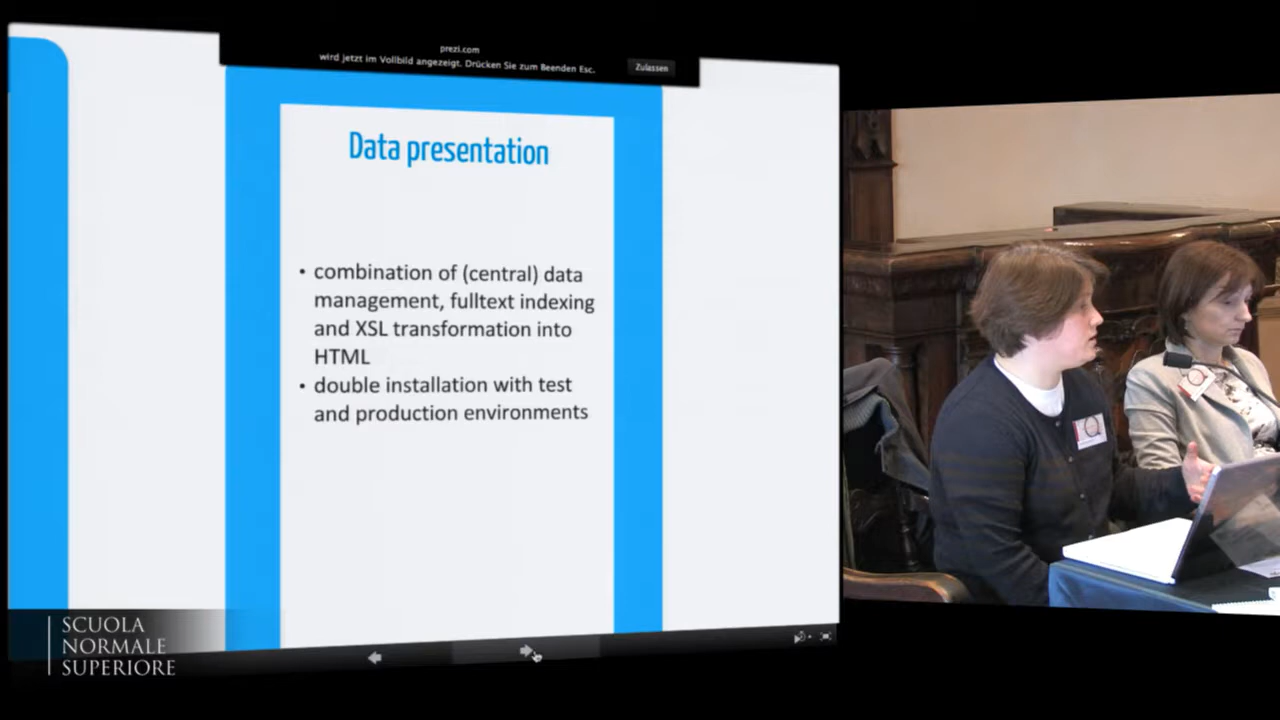 prezi.com
wird jetzt im Vollbild angezeigt. Drücken Sie zum Beenden Esc.
Zulassen
Data presentation
• combination of (central) data
management, fulltext indexing
and XSL transformation into
HTML
• double installation with test
and production environments
SCUOLA
NORMALE
SUPERIORE